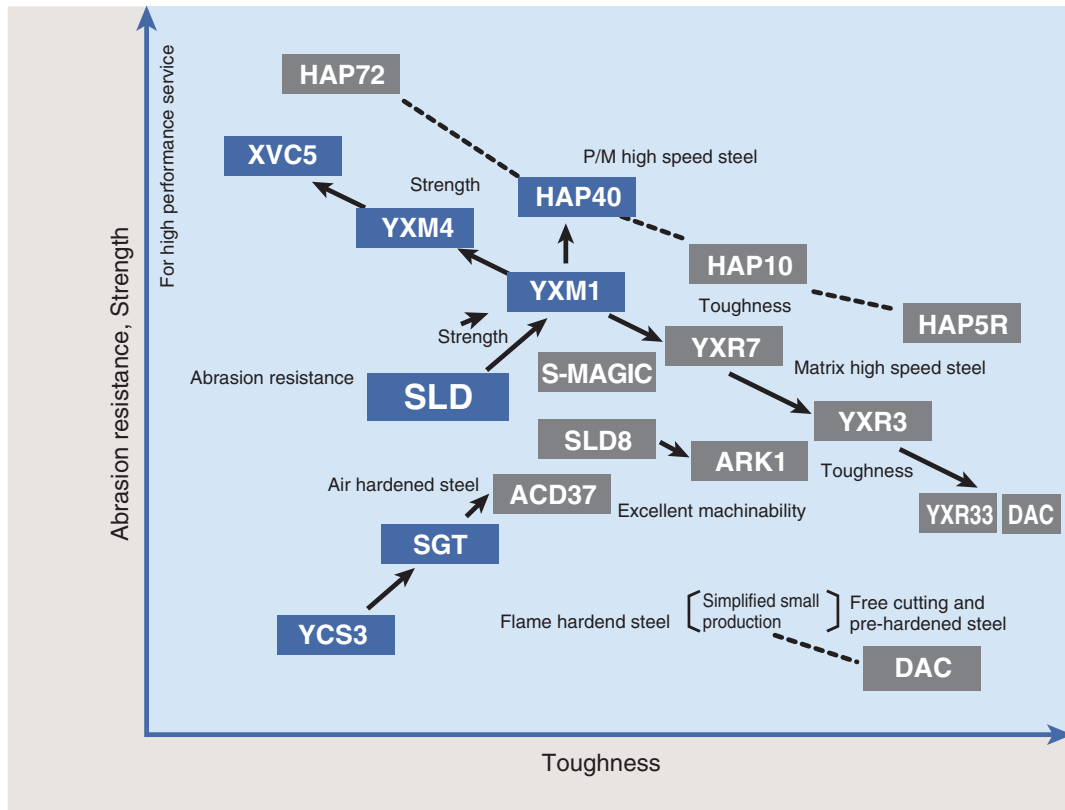 For high performance service
Abrasion resistance, Strength
HAP72
XVC5
P/M high speed steel
Strength
HAP40
YXM4
HAP10
YXM1
Toughness
HAP5R
Strength
YXR7
S-MAGIC
Matrix high speed steel
Abrasion resistance
SLD
YXR3
SLD8
ARK1
Toughness
Air hardened steel
ACD37
Excellent machinability
YXR33
DAC
SGT
YCS3
Flame hardend steel
Simplified small
production
Free cutting and
pre-hardened steel
DAC
Toughness